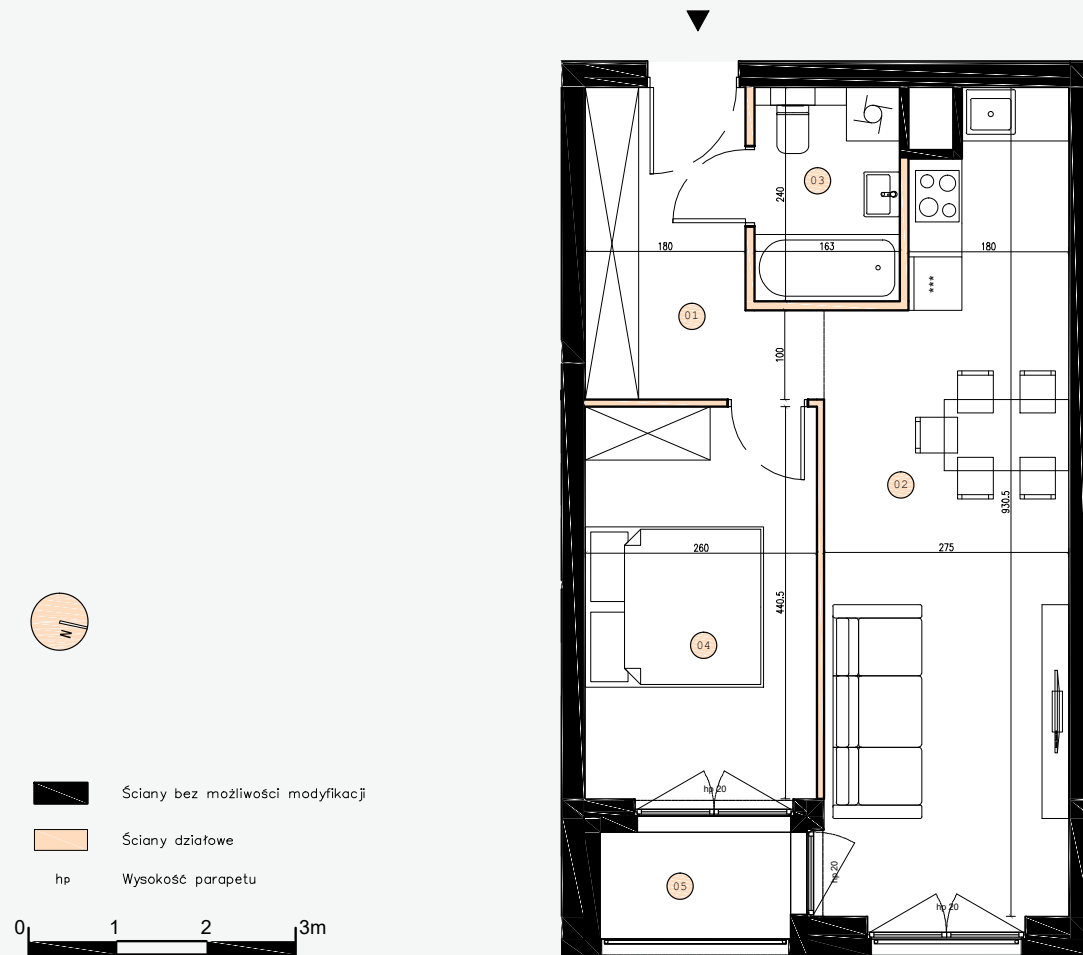 03
240
180
163
180
***
01
100
02
930.5
260
275
440.5
04
N
hp 20
Ściany bez możliwości modyfikacji
Ściany działowe
hp 20
hp Wysokość parapetu
05
hp 20
0 1 2 3m